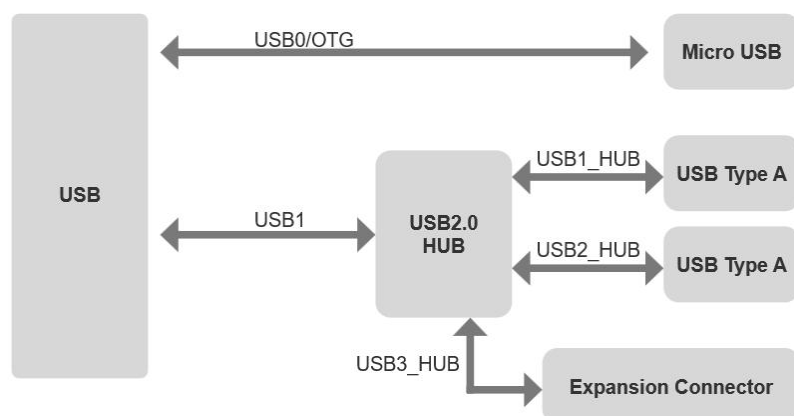 USB0/OTG
Micro USB
USB
USB1_HUB
USB Type A
USB1
USB2.0
HUB
USB2_HUB
USB Type A
USB3_HUB
Expansion Connector